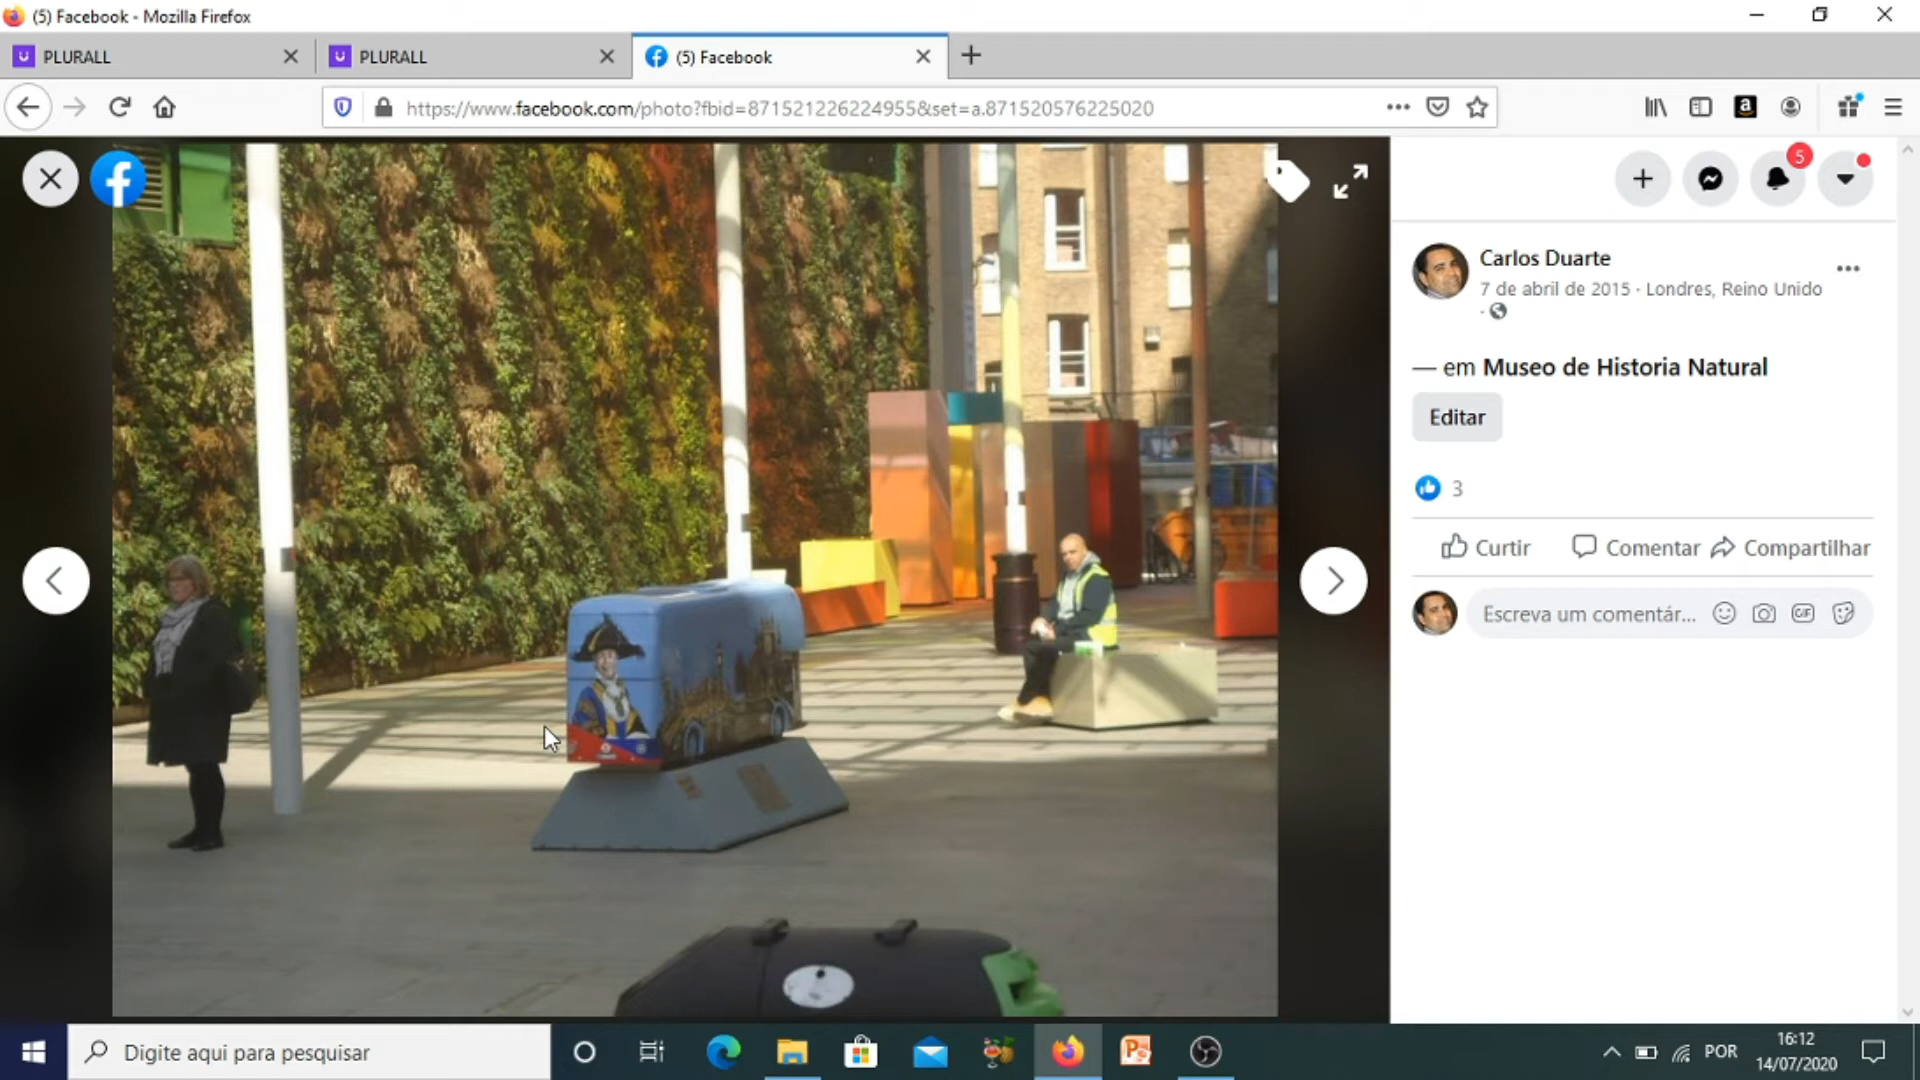 (5) Facebook - Mozilla Firefox
PLURALL
PLURALL
(5) Facebook
https://www.facebook.com/photo?fbid=871521226224955&set=a.871520576225020
5
Carlos Duarte
7 de abril de 2015 · Londres, Reino Unido
·
— em Museo de Historia Natural
Editar
3
Curtir Comentar Compartilhar
Escreva um comentár... GIF
Digite aqui para pesquisar
POR
16:12
14/07/2020